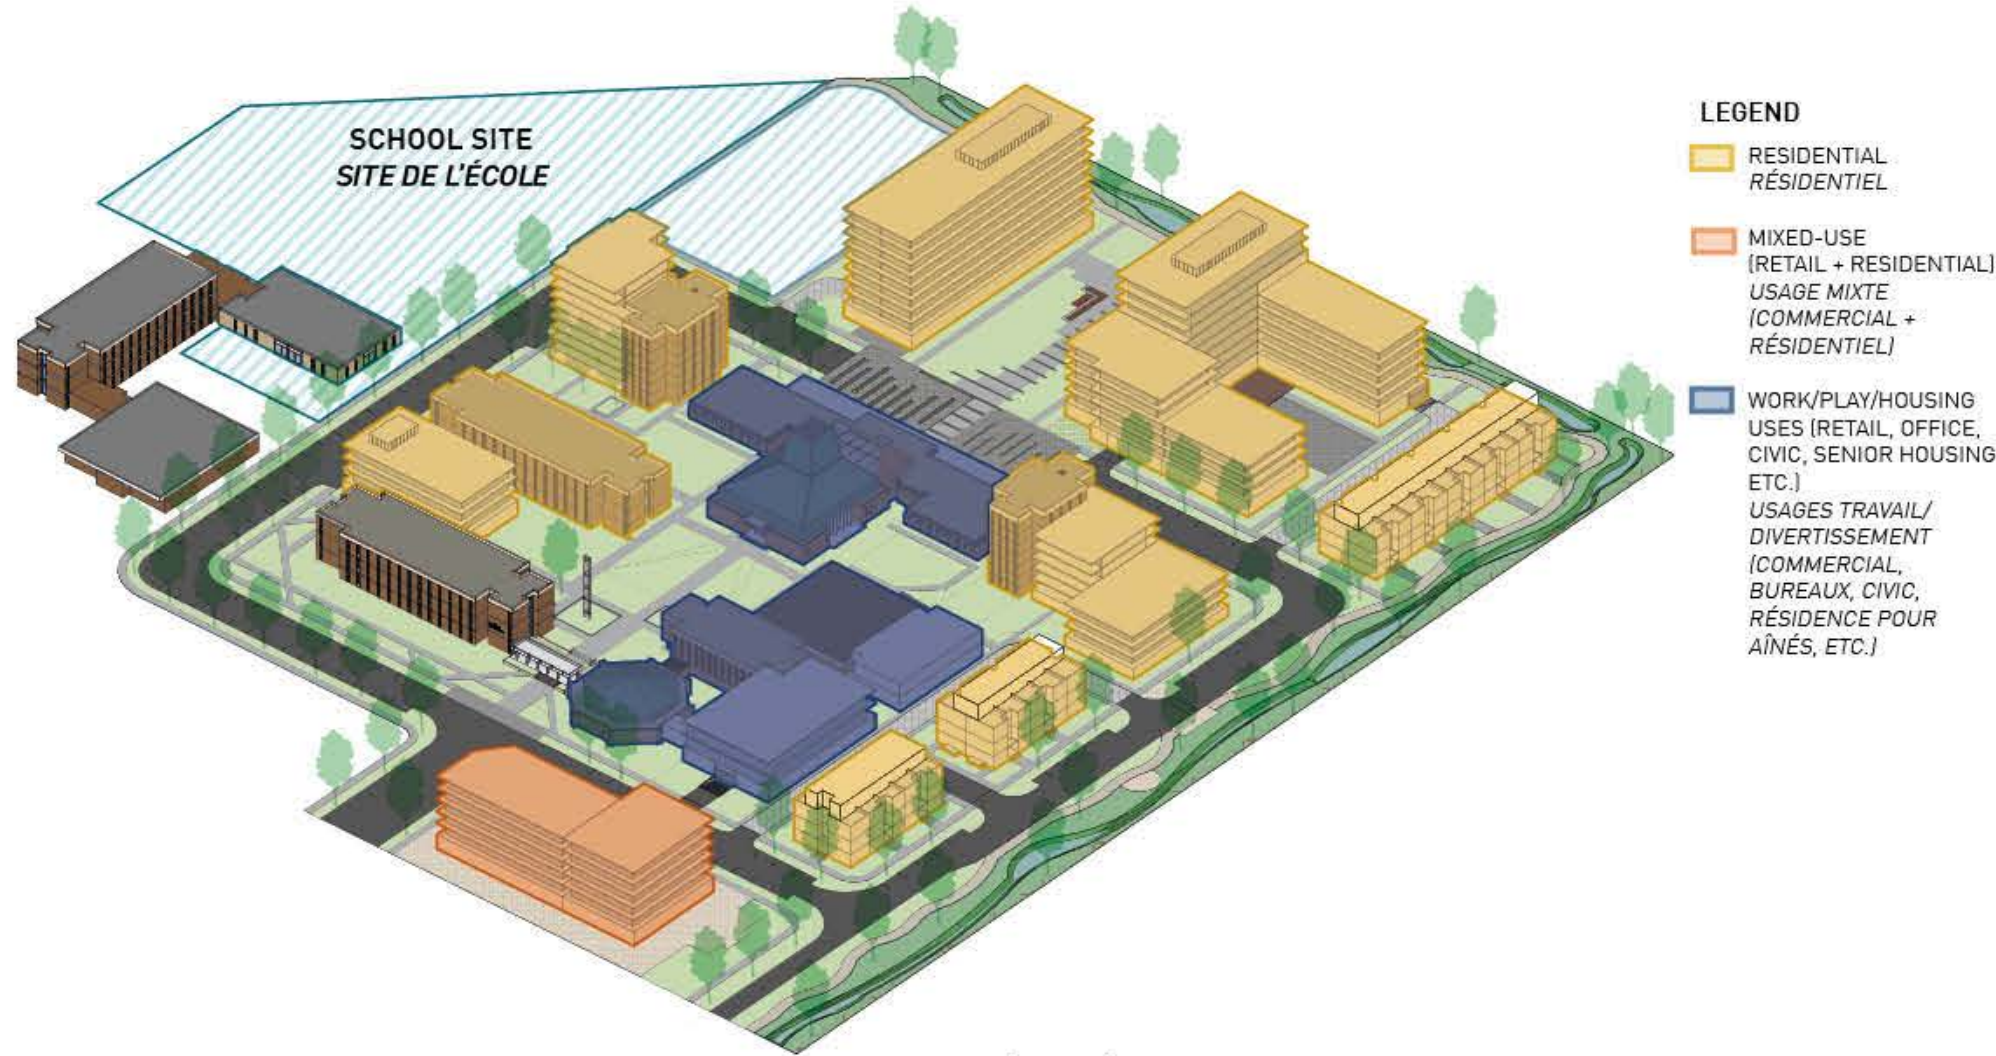 SCHOOL SITE
SITE DE L'ÉCOLE
LEGEND
RESIDENTIAL
RÉSIDENTIEL
MIXED-USE
(RETAIL + RESIDENTIAL)
USAGE MIXTE
(COMMERCIAL +
RÉSIDENTIEL)
WORK/PLAY/HOUSING
USES (RETAIL, OFFICE,
CIVIC, SENIOR HOUSING
ETC.)
USAGES TRAVAIL/
DIVERTISSEMENT
(COMMERCIAL,
BUREAUX, CIVIC,
RÉSIDENCE POUR
AÎNÉS, ETC.)